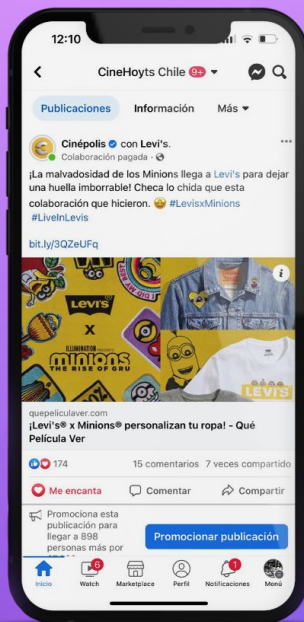 12:10
CineHoyts Chile 9+
Publicaciones Información Más
Cinépolis con Levi's.
Colaboración pagada ·
¡La malvadosidad de los Minions llega a Levi's para dejar
una huella imborrable! Checa lo chida que esta
colaboración que hicieron. #LevisxMinions
#LiveInLevis
bit.ly/3QZeUFq
LEVI'S
X
ILLUMINATION PRESENTS
minions
THE RISE OF GRU
LEVI'S
quepeliculaver.com
¡Levi's® x Minions® personalizan tu ropa! - Qué
Película Ver
174 15 comentarios 7 veces compartido
Me encanta Comentar Compartir
Promociona esta
publicación para
llegar a 898
personas más por
Promocionar publicación
6 1
Inicio Watch Marketplace Perfil Notificaciones Menú